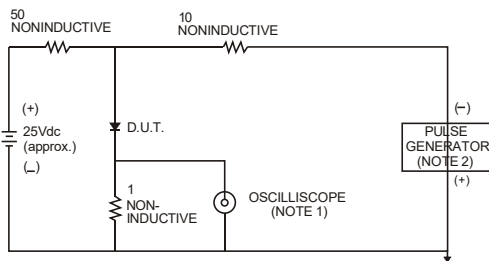 50
NONINDUCTIVE
10
NONINDUCTIVE
(+)
25Vdc
(approx.)
(–)
D.U.T.
1
NON-
INDUCTIVE
OSCILLISCOPE
(NOTE 1)
(–)
PULSE
GENERATOR
(NOTE 2)
(+)